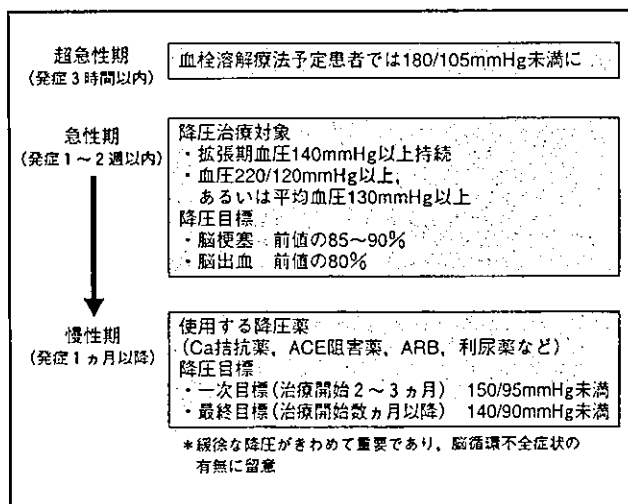 超急性期
(発症3時間以内)
血栓溶解療法予定患者では180/105mmHg未満に
急性期
(発症1～2週以内)
降圧治療対象
・拡張期血圧140mmHg以上持続
・血圧220/120mmHg以上,
あるいは平均血圧130mmHg以上
降圧目標
・脳梗塞 前値の85～90%
・脳出血 前値の80%
慢性期
(発症1ヵ月以降)
使用する降圧薬
(Ca拮抗薬, ACE阻害薬, ARB, 利尿薬など)
降圧目標
・一次目標(治療開始2～3ヵ月) 150/95mmHg未満
・最終目標(治療開始数ヵ月以降) 140/90mmHg未満
*緩徐な降圧がきわめて重要であり, 脳循環不全症状の
有無に留意